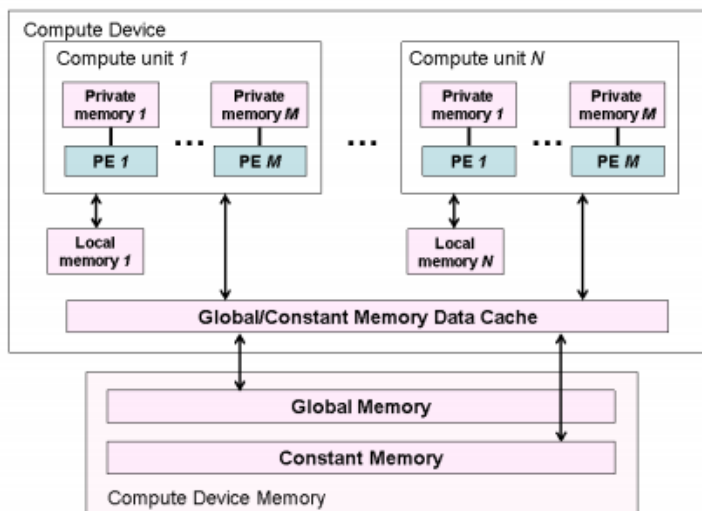 Compute Device
Compute unit 1
Compute unit N
Private memory 1
Private memory M
Private memory 1
Private memory M
...
...
...
PE 1
PE M
PE 1
PE M
Local memory 1
Local memory N
Global/Constant Memory Data Cache
Global Memory
Constant Memory
Compute Device Memory